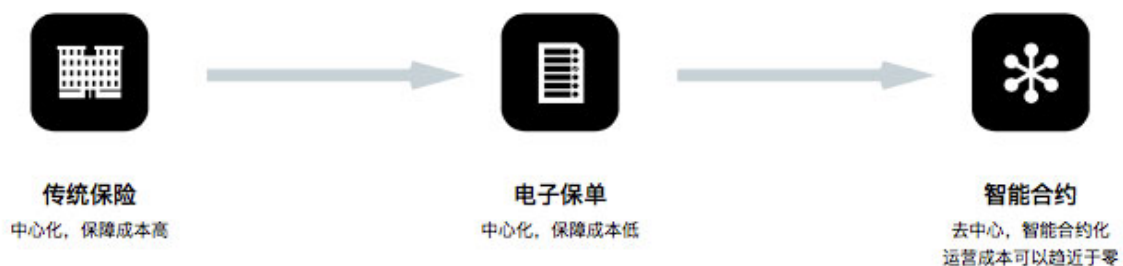 传统保险
中心化，保障成本高
电子保单
中心化，保障成本低
智能合约
去中心，智能合约化
运营成本可以趋近于零